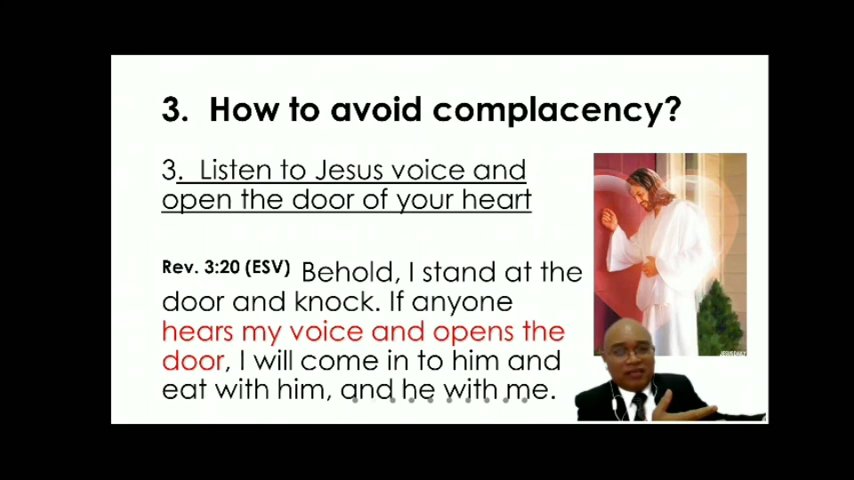 3. How to avoid complacency?
3. Listen to Jesus voice and
open the door of your heart
Rev. 3:20 (ESV) Behold, I stand at the
door and knock. If anyone
hears my voice and opens the
door, I will come in to him and
eat with him, and he with me.
JESUSDAILY